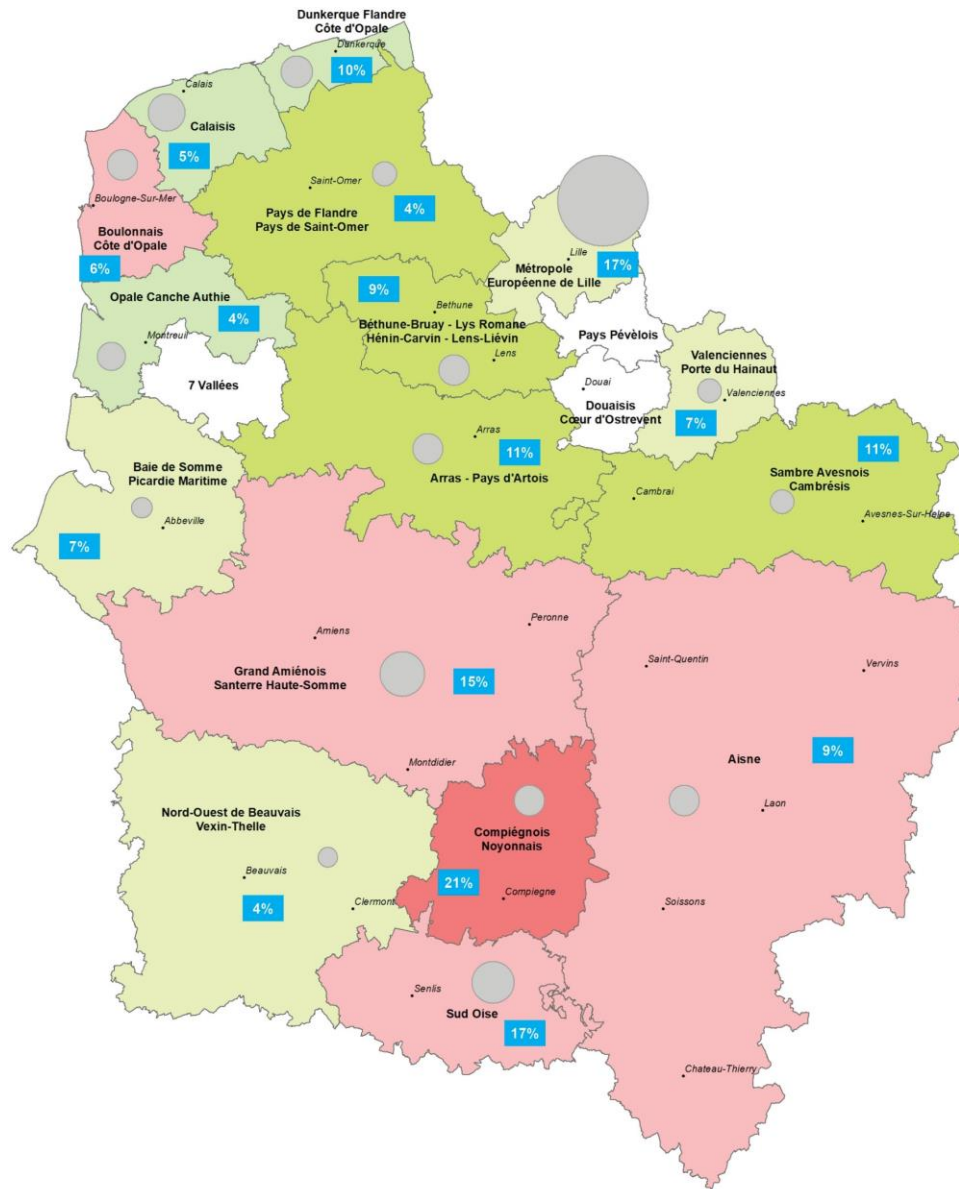 Dunkerque Flandre
Côte d'Opale
Dunkerque
10%
Calais
Calaisis
5%
Saint-Omer
4%
Pays de Flandre
Pays de Saint-Omer
Boulogne-Sur-Mer
Boulonnais
Côte d'Opale
6%
Lille
17%
Métropole
Européenne de Lille
Opale Canche Authie
4%
Montreuil
9%
Bethune
Béthune-Bruay - Lys Romane
Hénin-Carvin - Lens-Liévin
Lens
Pays Pévèlois
7 Vallées
Douai
Douaisis
Cœur d'Ostrevent
Valenciennes
Porte du Hainaut
Valenciennes
7%
Arras
11%
Arras - Pays d'Artois
11%
Sambre Avesnois
Cambrésis
Cambrai
Avesnes-Sur-Helpe
Baie de Somme
Picardie Maritime
Abbeville
7%
Amiens
Peronne
Grand Amiénois
Santerre Haute-Somme
15%
Montdidier
Saint-Quentin
Vervins
9%
Aisne
Laon
Soissons
Chateau-Thierry
Nord-Ouest de Beauvais
Vexin-Thelle
Beauvais
4%
Clermont
Compiégnois
Noyonnais
21%
Compiegne
Senlis
Sud Oise
17%